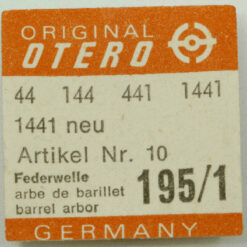 ORIGINAL
OTERO
44 144 441 1441
1441 neu
Artikel Nr. 10
Federwelle
arbe de barillet
barrel arbor
195/1
GERMANY